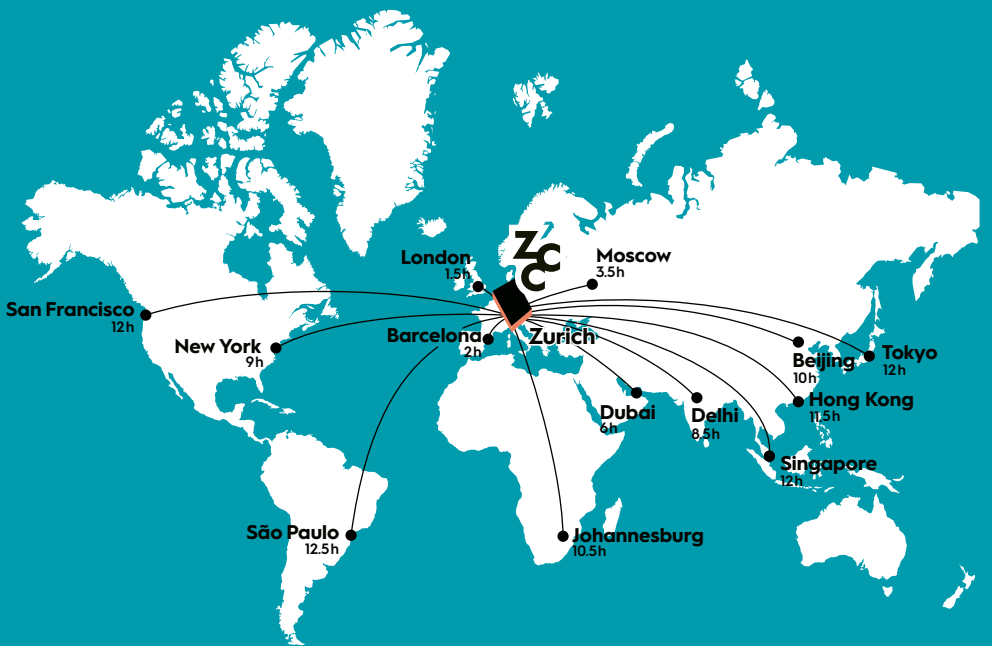 Z
C
C
London
1.5h
Moscow
3.5h
San Francisco
12h
New York
9h
Barcelona
2h
Zurich
Beijing
10h
Tokyo
12h
Dubai
6h
Delhi
8.5h
Hong Kong
11.5h
Singapore
12h
São Paulo
12.5h
Johannesburg
10.5h